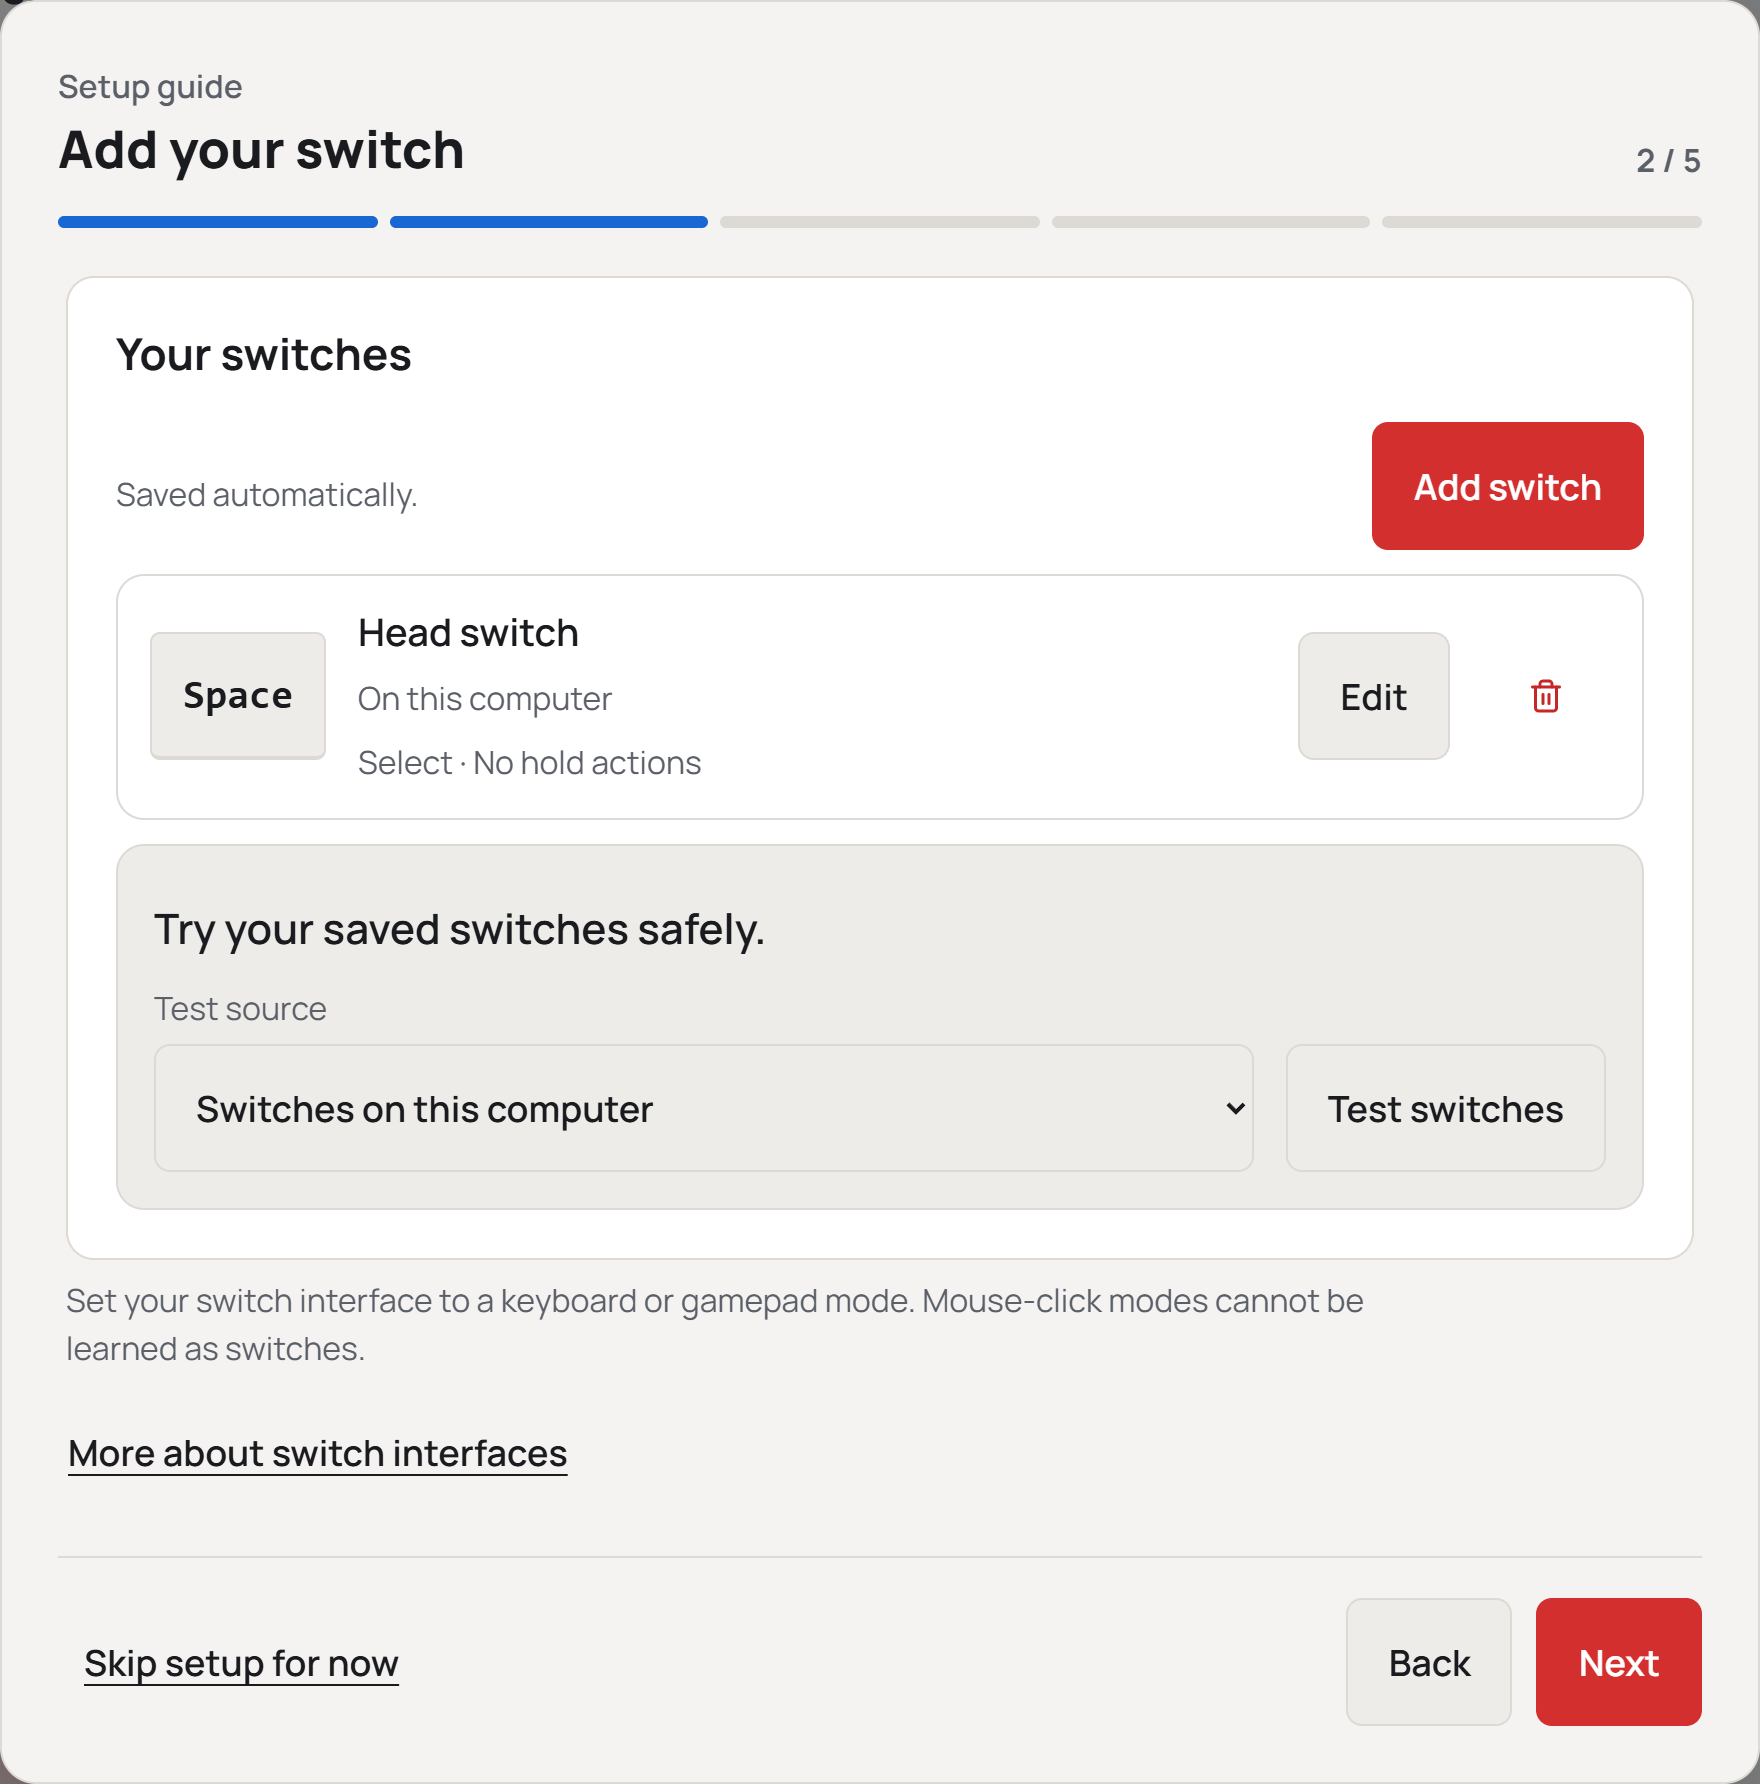 Setup guide
Add your switch
2 / 5
Your switches
Saved automatically.
Add switch
Space
Head switch
On this computer
Select · No hold actions
Edit
Try your saved switches safely.
Test source
Switches on this computer
Test switches
Set your switch interface to a keyboard or gamepad mode. Mouse-click modes cannot be
learned as switches.
More about switch interfaces
Skip setup for now
Back
Next